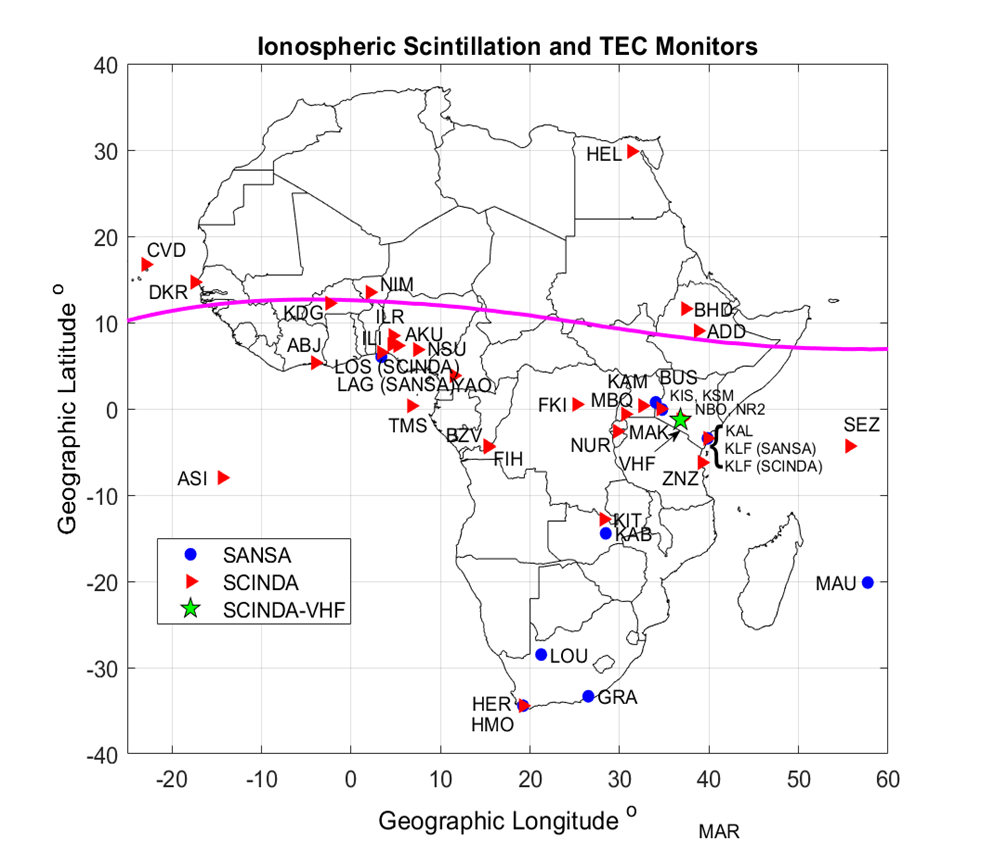 Ionospheric Scintillation and TEC Monitors
40
30
20
10
0
-10
-20
-30
-40
Geographic Latitude o
HEL
CVD
DKR
NIM
KDG
ILR
BHD
ADD
ILI
AKU
ABJ
NSU
LOS (SCINDA)
LAG (SANSA)
YAO
KAM
BUS
KIS, KSM
FKI
MBQ
NBO, NR2
TMS
SEZ
BZV
NUR
MAK
KAL
KLF (SANSA)
FIH
VHF
KLF (SCINDA)
ASI
ZNZ
KIT
KAB
SANSA
SCINDA
SCINDA-VHF
MAU
LOU
GRA
HER
HMO
-20 -10 0 10 20 30 40 50 60
Geographic Longitude o
MAR